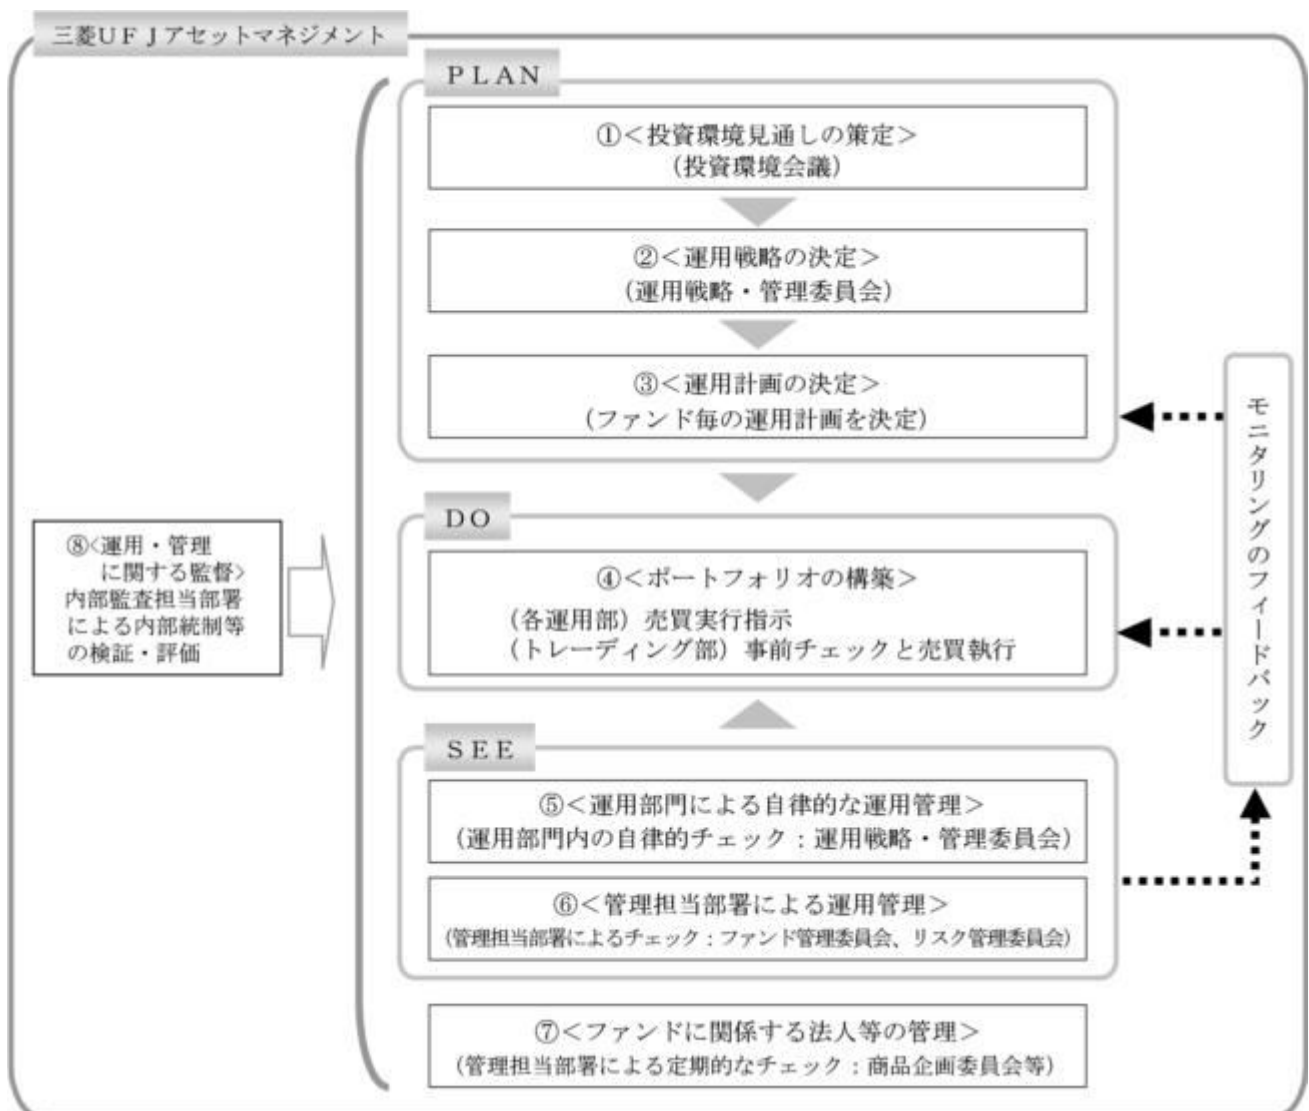 三菱ＵＦＪアセットマネジメント
ＰＬＡＮ
①＜投資環境見通しの策定＞
（投資環境会議）
②＜運用戦略の決定＞
（運用戦略・管理委員会）
③＜運用計画の決定＞
（ファンド毎の運用計画を決定）
ＤＯ
④＜ポートフォリオの構築＞
（各運用部）売買実行指示
（トレーディング部）事前チェックと売買執行
ＳＥＥ
⑤＜運用部門による自律的な運用管理＞
（運用部門内の自律的チェック：運用戦略・管理委員会）
⑥＜管理担当部署による運用管理＞
（管理担当部署によるチェック：ファンド管理委員会、リスク管理委員会）
⑦＜ファンドに関係する法人等の管理＞
（管理担当部署による定期的なチェック：商品企画委員会等）
⑧＜運用・管理
に関する監督＞
内部監査担当部署
による内部統制等
の検証・評価
モニタリングのフィードバック